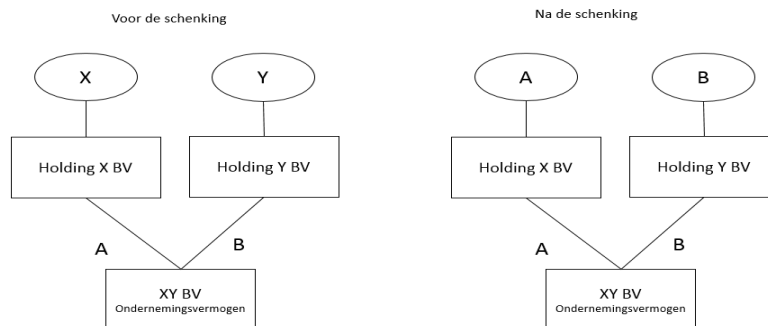 Voor de schenking
X
Y
Holding X BV
Holding Y BV
A
B
XY BV
Ondernemingsvermogen
Na de schenking
A
B
Holding X BV
Holding Y BV
A
B
XY BV
Ondernemingsvermogen